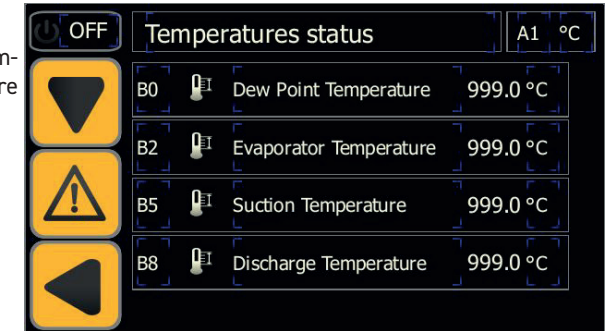 m-
re
OFF Temperatures status A1 °C
B0 Dew Point Temperature 999.0 °C
B2 Evaporator Temperature 999.0 °C
B5 Suction Temperature 999.0 °C
B8 Discharge Temperature 999.0 °C